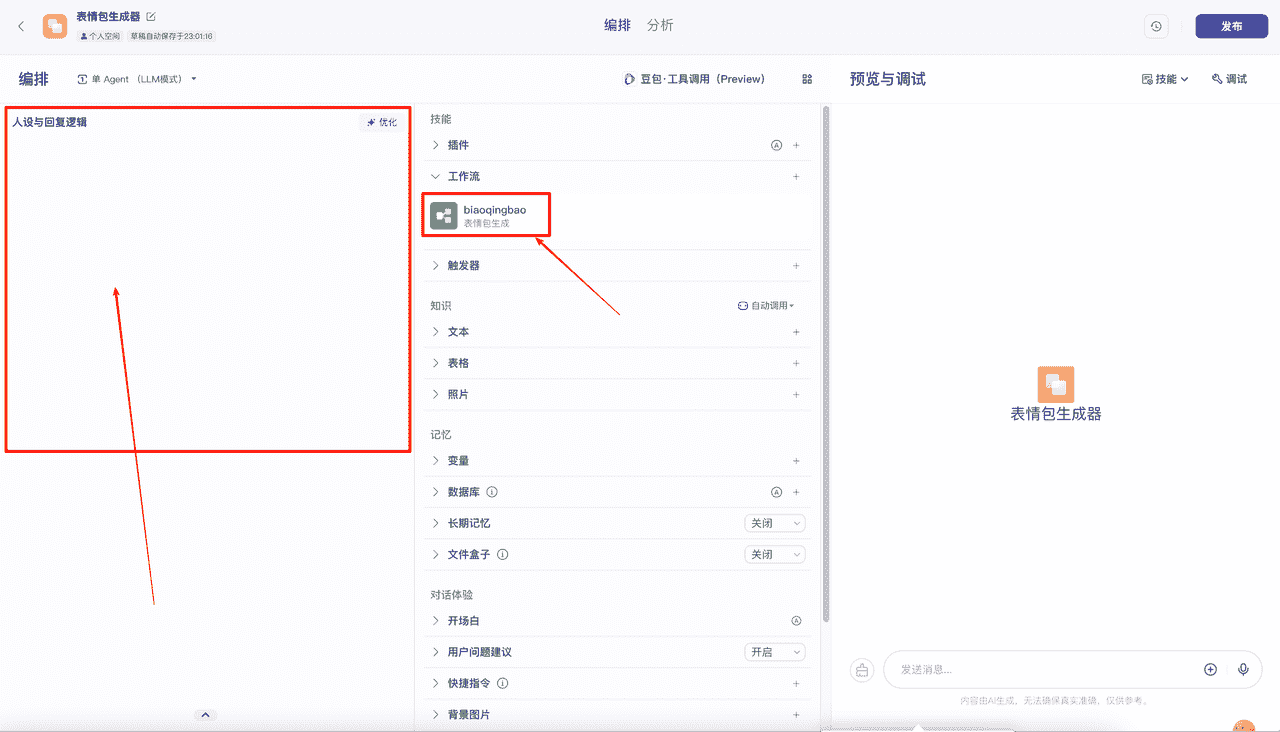 表情包生成器
个人空间 草稿自动保存于23:01:16
编排 分析
发布
编排 单 Agent （LLM模式）
豆包·工具调用（Preview）
预览与调试
技能 调试
人设与回复逻辑
优化
技能
插件
工作流
biaoqingbao
表情包生成
触发器
知识
自动调用
文本
表格
照片
记忆
变量
数据库
长期记忆 关闭
文件盒子 关闭
对话体验
开场白
用户问题建议 开启
快捷指令
背景图片
表情包生成器
发送消息...
内容由AI生成，无法确保真实准确，仅供参考。